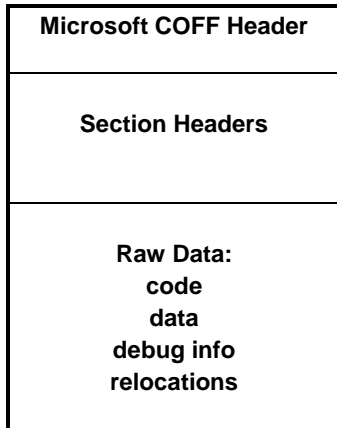 Microsoft COFF Header
Section Headers
Raw Data:
code
data
debug info
relocations